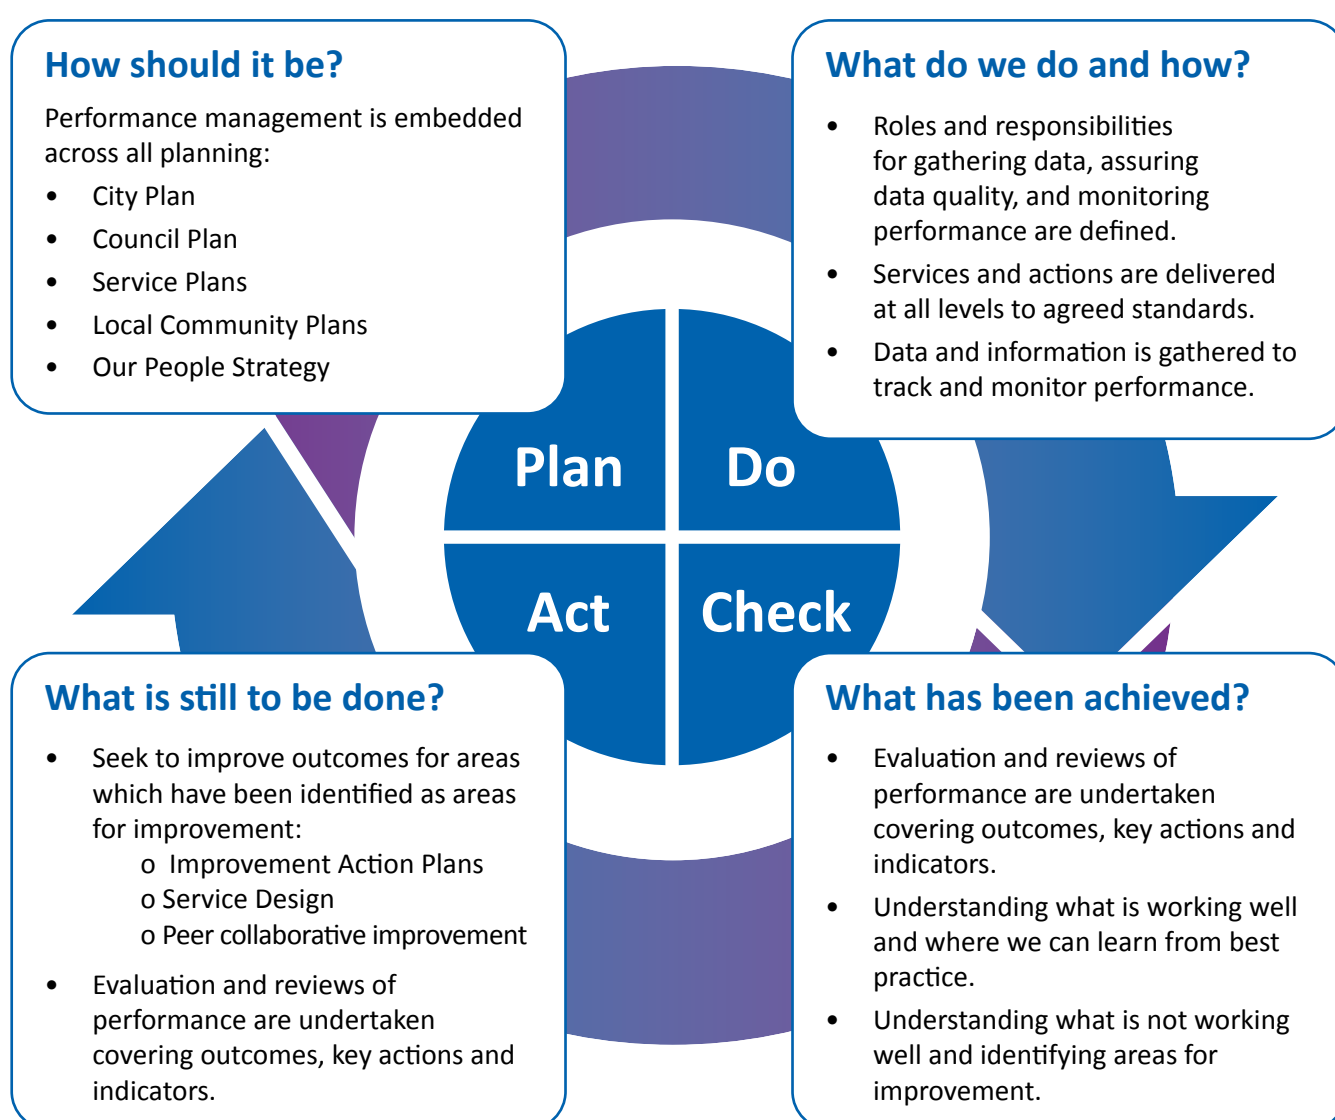 How should it be?
Performance management is embedded
across all planning:
• City Plan
• Council Plan
• Service Plans
• Local Community Plans
• Our People Strategy
What do we do and how?
• Roles and responsibilities
for gathering data, assuring
data quality, and monitoring
performance are defined.
• Services and actions are delivered
at all levels to agreed standards.
• Data and information is gathered to
track and monitor performance.
Plan
Do
Act
Check
What is still to be done?
• Seek to improve outcomes for areas
which have been identified as areas
for improvement:
o Improvement Action Plans
o Service Design
o Peer collaborative improvement
• Evaluation and reviews of
performance are undertaken
covering outcomes, key actions and
indicators.
What has been achieved?
• Evaluation and reviews of
performance are undertaken
covering outcomes, key actions and
indicators.
• Understanding what is working well
and where we can learn from best
practice.
• Understanding what is not working
well and identifying areas for
improvement.